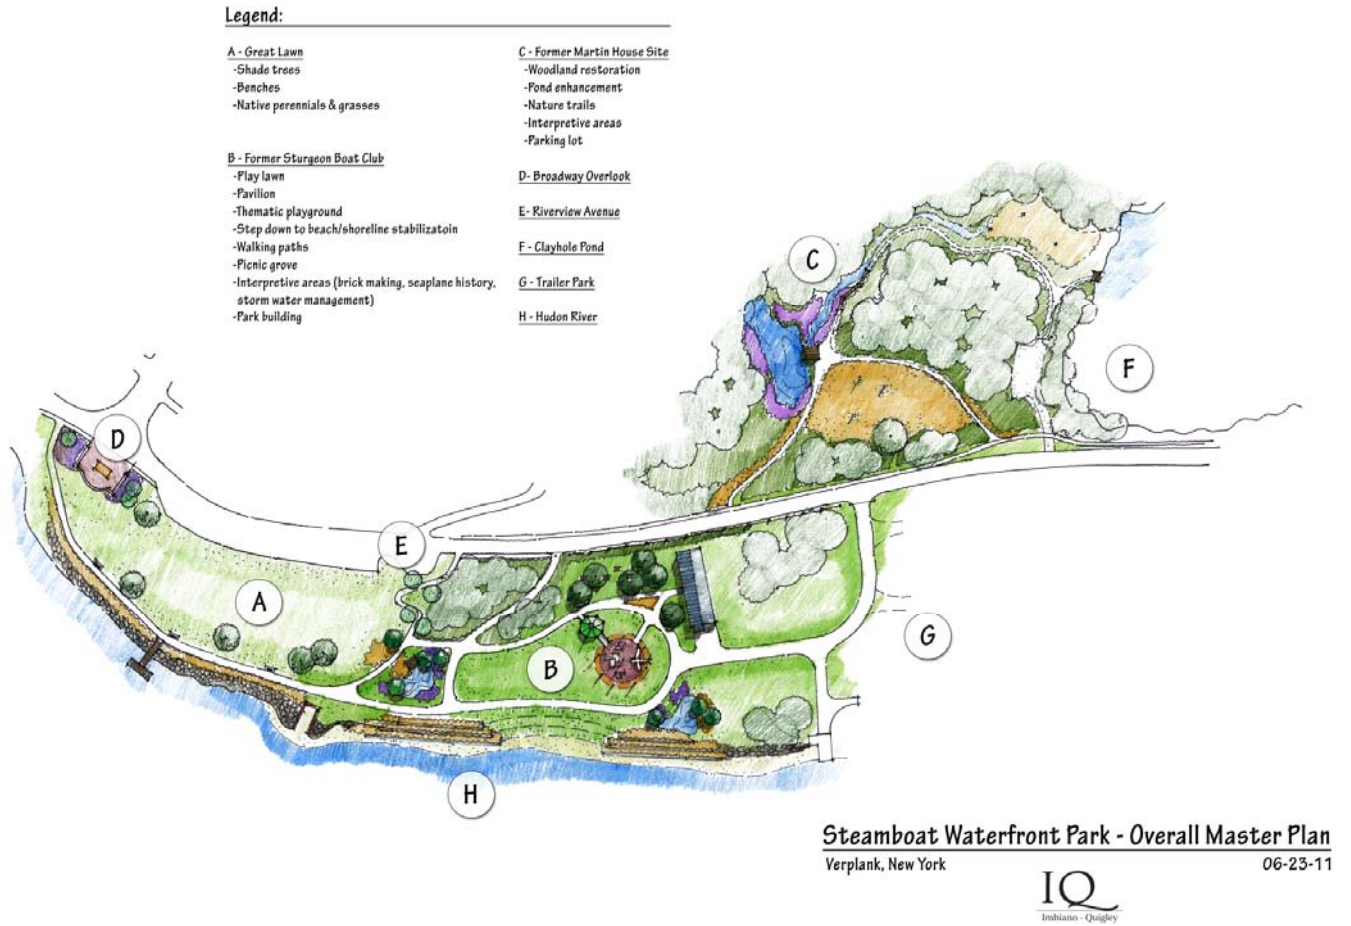 Legend:
A - Great Lawn
-Shade trees
-Benches
-Native perennials & grasses
B - Former Sturgeon Boat Club
-Play lawn
-Pavilion
-Thematic playground
-Step down to beach/shoreline stabilizatoin
-Walking paths
-Picnic grove
-Interpretive areas (brick making, seaplane history,
storm water management)
-Park building
C - Former Martin House Site
-Woodland restoration
-Pond enhancement
-Nature trails
-Interpretive areas
-Parking lot
D- Broadway Overlook
E- Riverview Avenue
F - Clayhole Pond
G - Trailer Park
H - Hudon River
C
F
D
E
A
G
B
H
Steamboat Waterfront Park - Overall Master Plan
Verplank, New York
06-23-11
IQ
Imbiano - Quigley